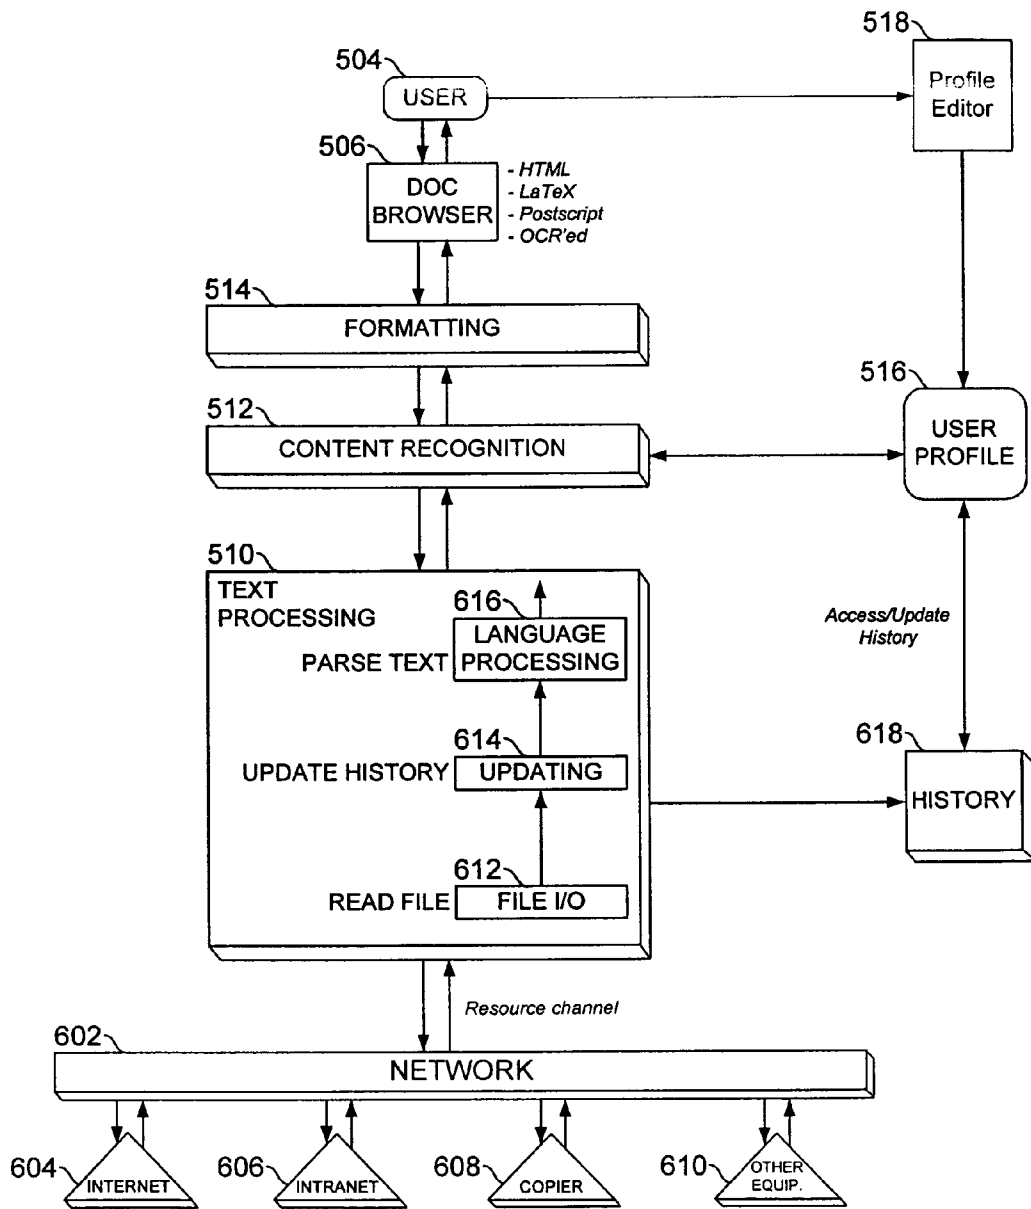 518
504
USER
Profile
Editor
506
DOC
BROWSER
- HTML
- LaTeX
- Postscript
- OCR'ed
514
FORMATTING
516
USER
PROFILE
512
CONTENT RECOGNITION
510
TEXT
PROCESSING
616
LANGUAGE
PROCESSING
PARSE TEXT
Access/Update
History
614
UPDATE HISTORY
UPDATING
618
HISTORY
612
READ FILE
FILE I/O
Resource channel
602
NETWORK
604
INTERNET
606
INTRANET
608
COPIER
610
OTHER
EQUIP.